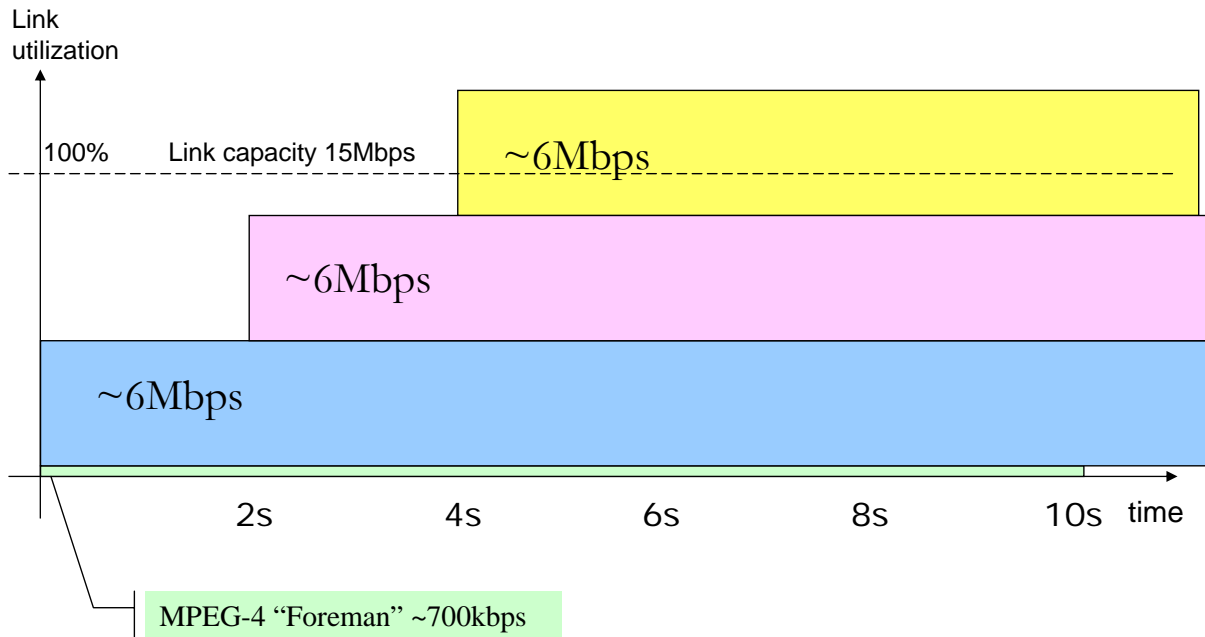 Link
utilization
100%
Link capacity 15Mbps
~6Mbps
~6Mbps
~6Mbps
2s
4s
6s
8s
10s
time
MPEG-4 “Foreman” ~700kbps